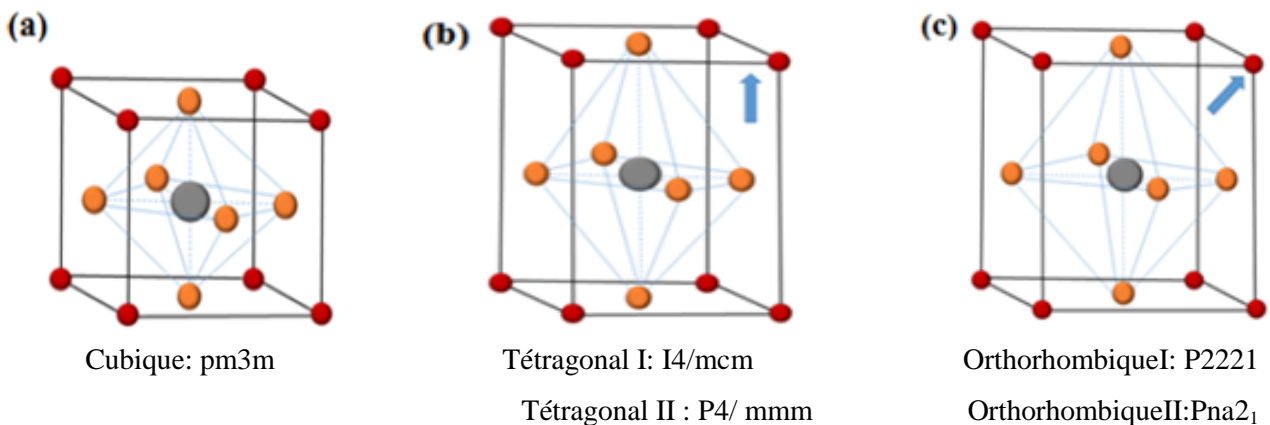 (a)
(b)
(c)
Cubique: pm3m
Tétragonal I: I4/mcm
OrthorhombiqueI: P2221
Tétragonal II : P4/ mmm
OrthorhombiqueII:Pna2₁